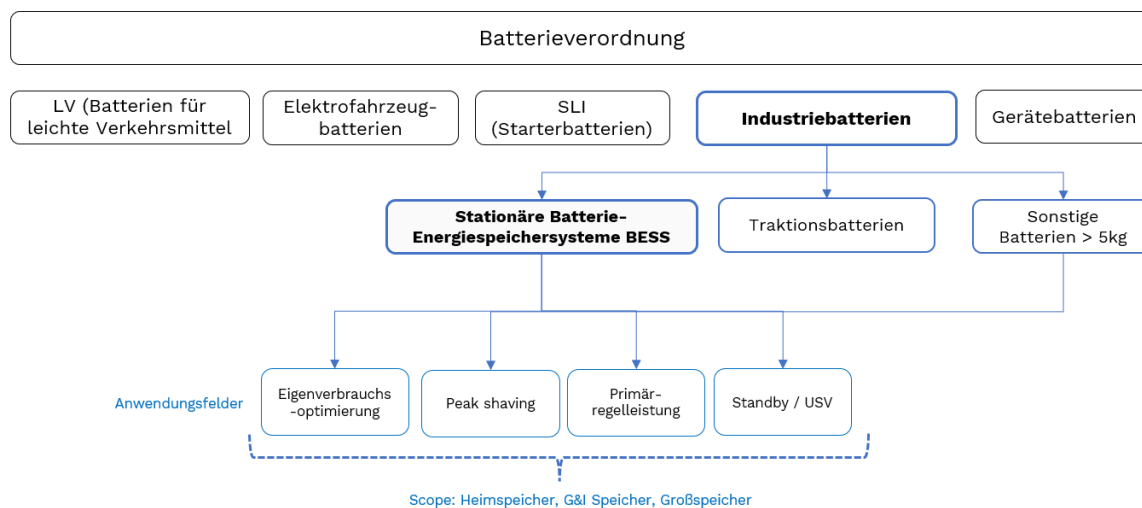 Batterieverordnung
LV (Batterien für
leichte Verkehrsmittel
Elektrofahrzeug-
batterien
SLI
(Starterbatterien)
Industriebatterien
Gerätebatterien
Stationäre Batterie-
Energiespeichersysteme BESS
Traktionsbatterien
Sonstige
Batterien > 5kg
Anwendungsfelder
Eigenverbrauchs
-optimierung
Peak shaving
Primär-
regelleistung
Standby / USV
Scope: Heimspeicher, G&I Speicher, Großspeicher